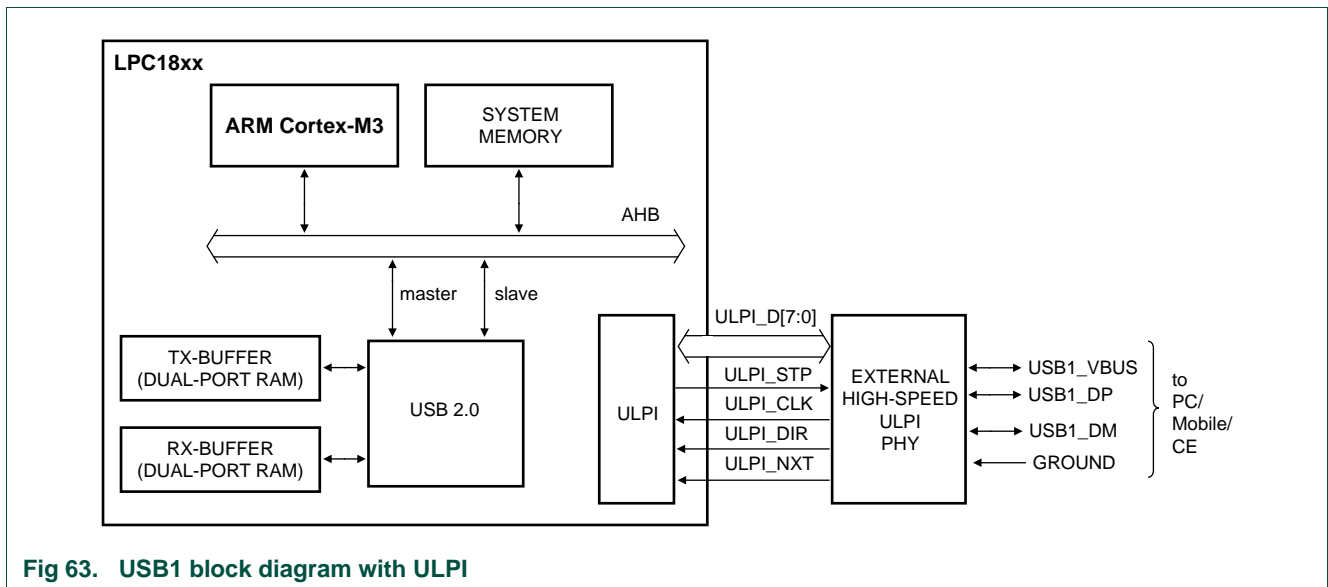 LPC18xx
ARM Cortex-M3
SYSTEM
MEMORY
AHB
master
slave
TX-BUFFER
(DUAL-PORT RAM)
RX-BUFFER
(DUAL-PORT RAM)
USB 2.0
ULPI
ULPI_D[7:0]
ULPI_STP
ULPI_CLK
ULPI_DIR
ULPI_NXT
EXTERNAL
HIGH-SPEED
ULPI
PHY
USB1_VBUS
USB1_DP
USB1_DM
GROUND
to
PC/
Mobile/
CE
Fig 63. USB1 block diagram with ULPI